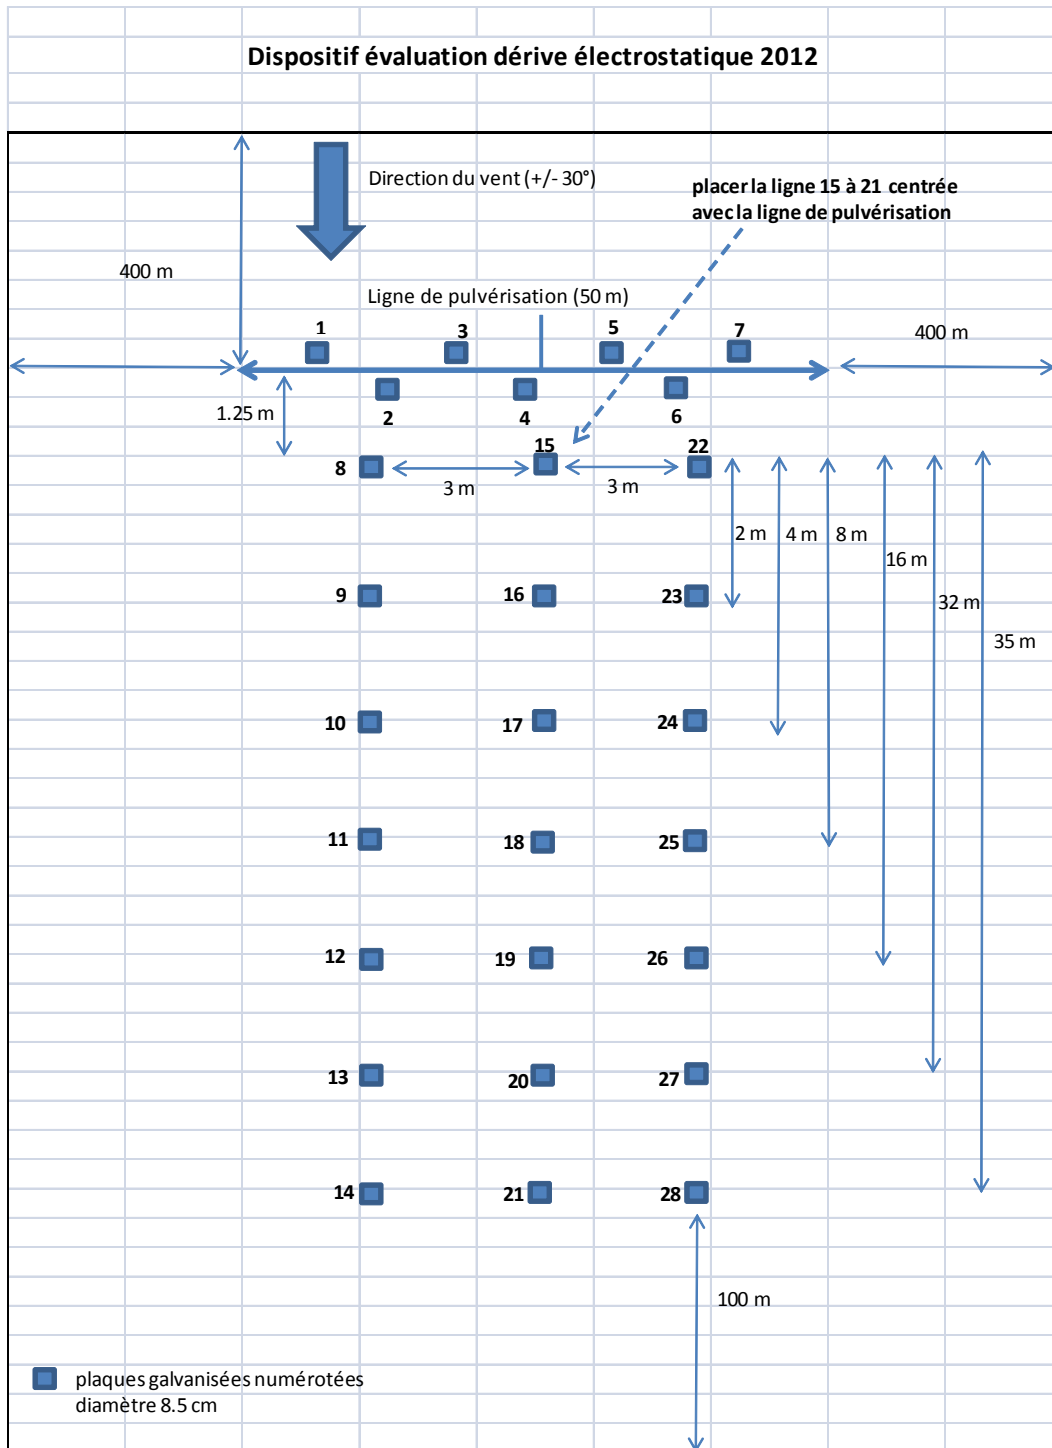 Dispositif évaluation dérive électrostatique 2012
Direction du vent (+/- 30°)
placer la ligne 15 à 21 centrée
avec la ligne de pulvérisation
400 m
Ligne de pulvérisation (50 m)
1
3
5
7
400 m
1.25 m
2
4
6
8
15
22
3 m
3 m
2 m
4 m
8 m
16 m
9
16
23
32 m
35 m
10
17
24
11
18
25
12
19
26
13
20
27
14
21
28
100 m
plaques galvanisées numérotées
diamètre 8.5 cm